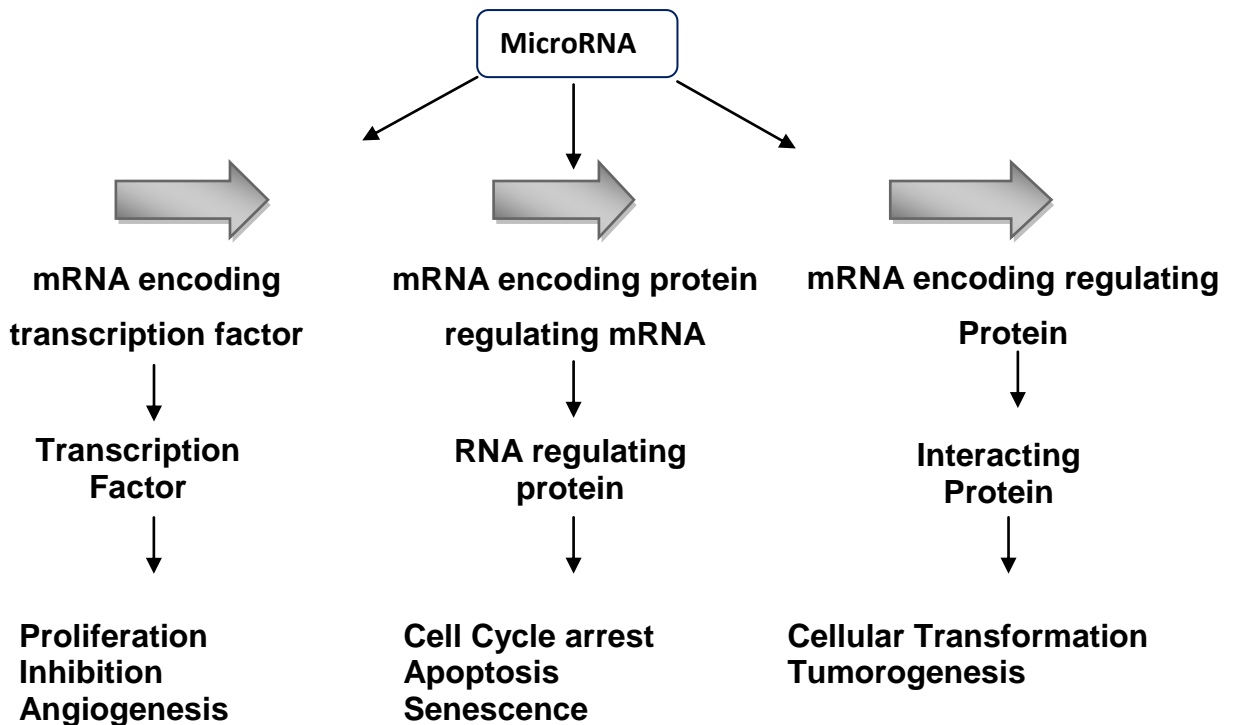 MicroRNA
mRNA encoding
transcription factor
Transcription
Factor
Proliferation
Inhibition
Angiogenesis
mRNA encoding protein
regulating mRNA
RNA regulating
protein
Cell Cycle arrest
Apoptosis
Senescence
mRNA encoding regulating
Protein
Interacting
Protein
Cellular Transformation
Tumorogenesis